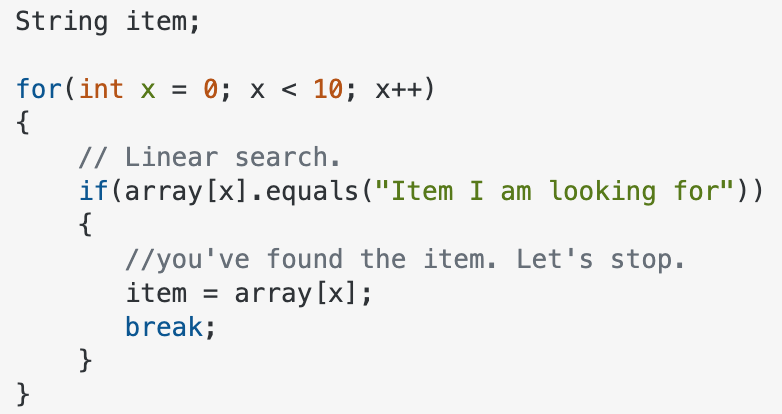 String item;
for(int x = 0; x < 10; x++)
{
    // Linear search.
    if(array[x].equals("Item I am looking for"))
    {
       //you've found the item. Let's stop.
       item = array[x];
       break;
    }
}